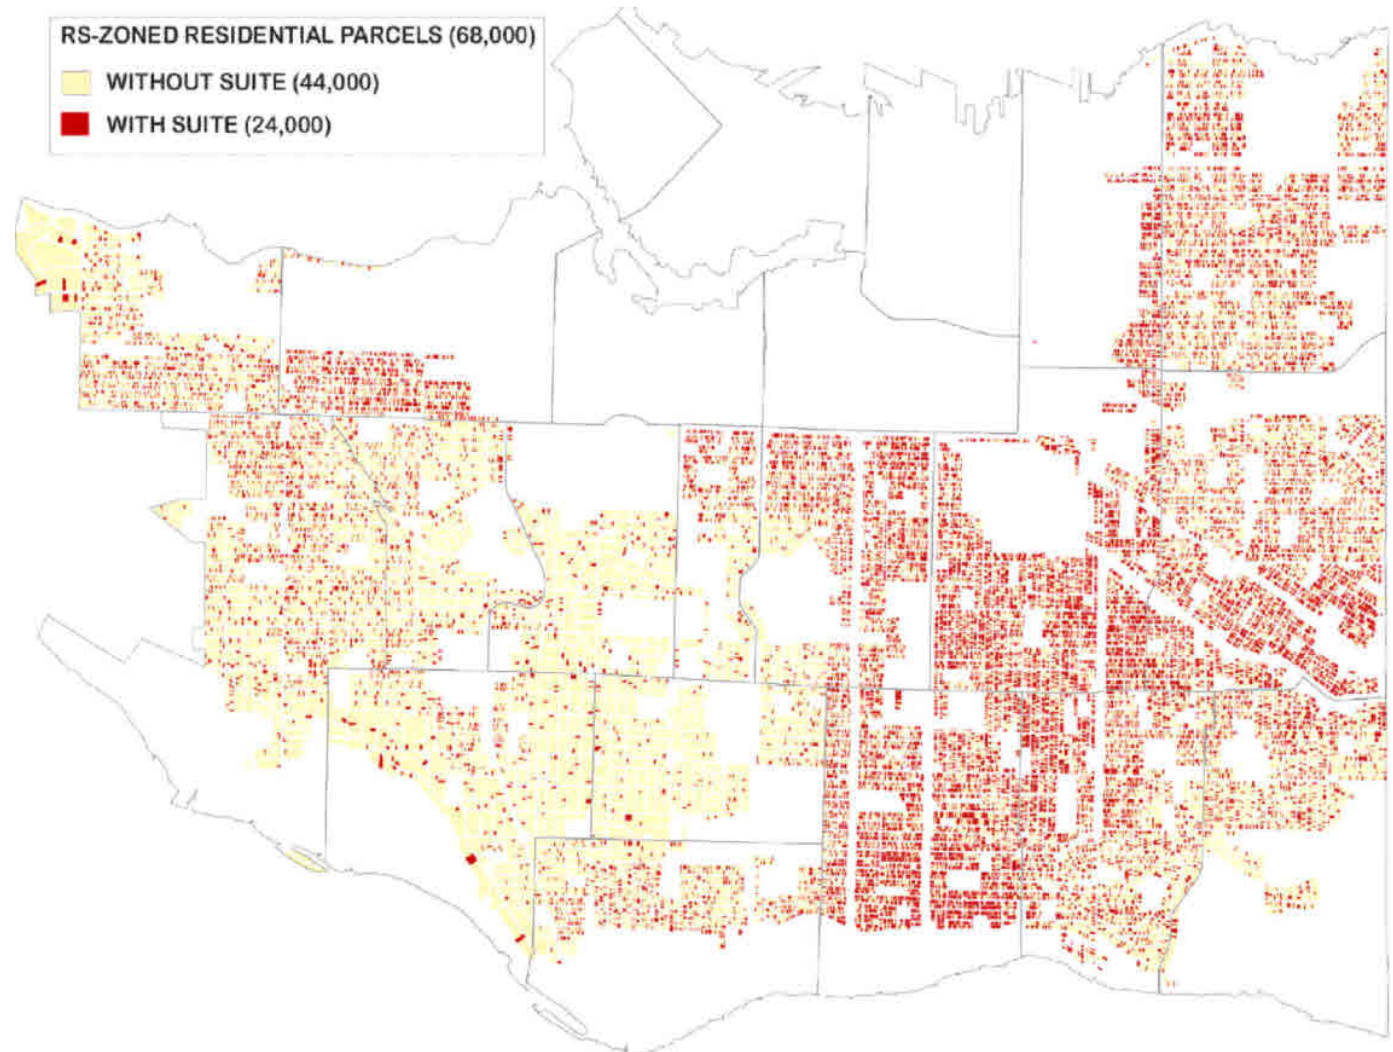 RS-ZONED RESIDENTIAL PARCELS (68,000)
WITHOUT SUITE (44,000)
WITH SUITE (24,000)